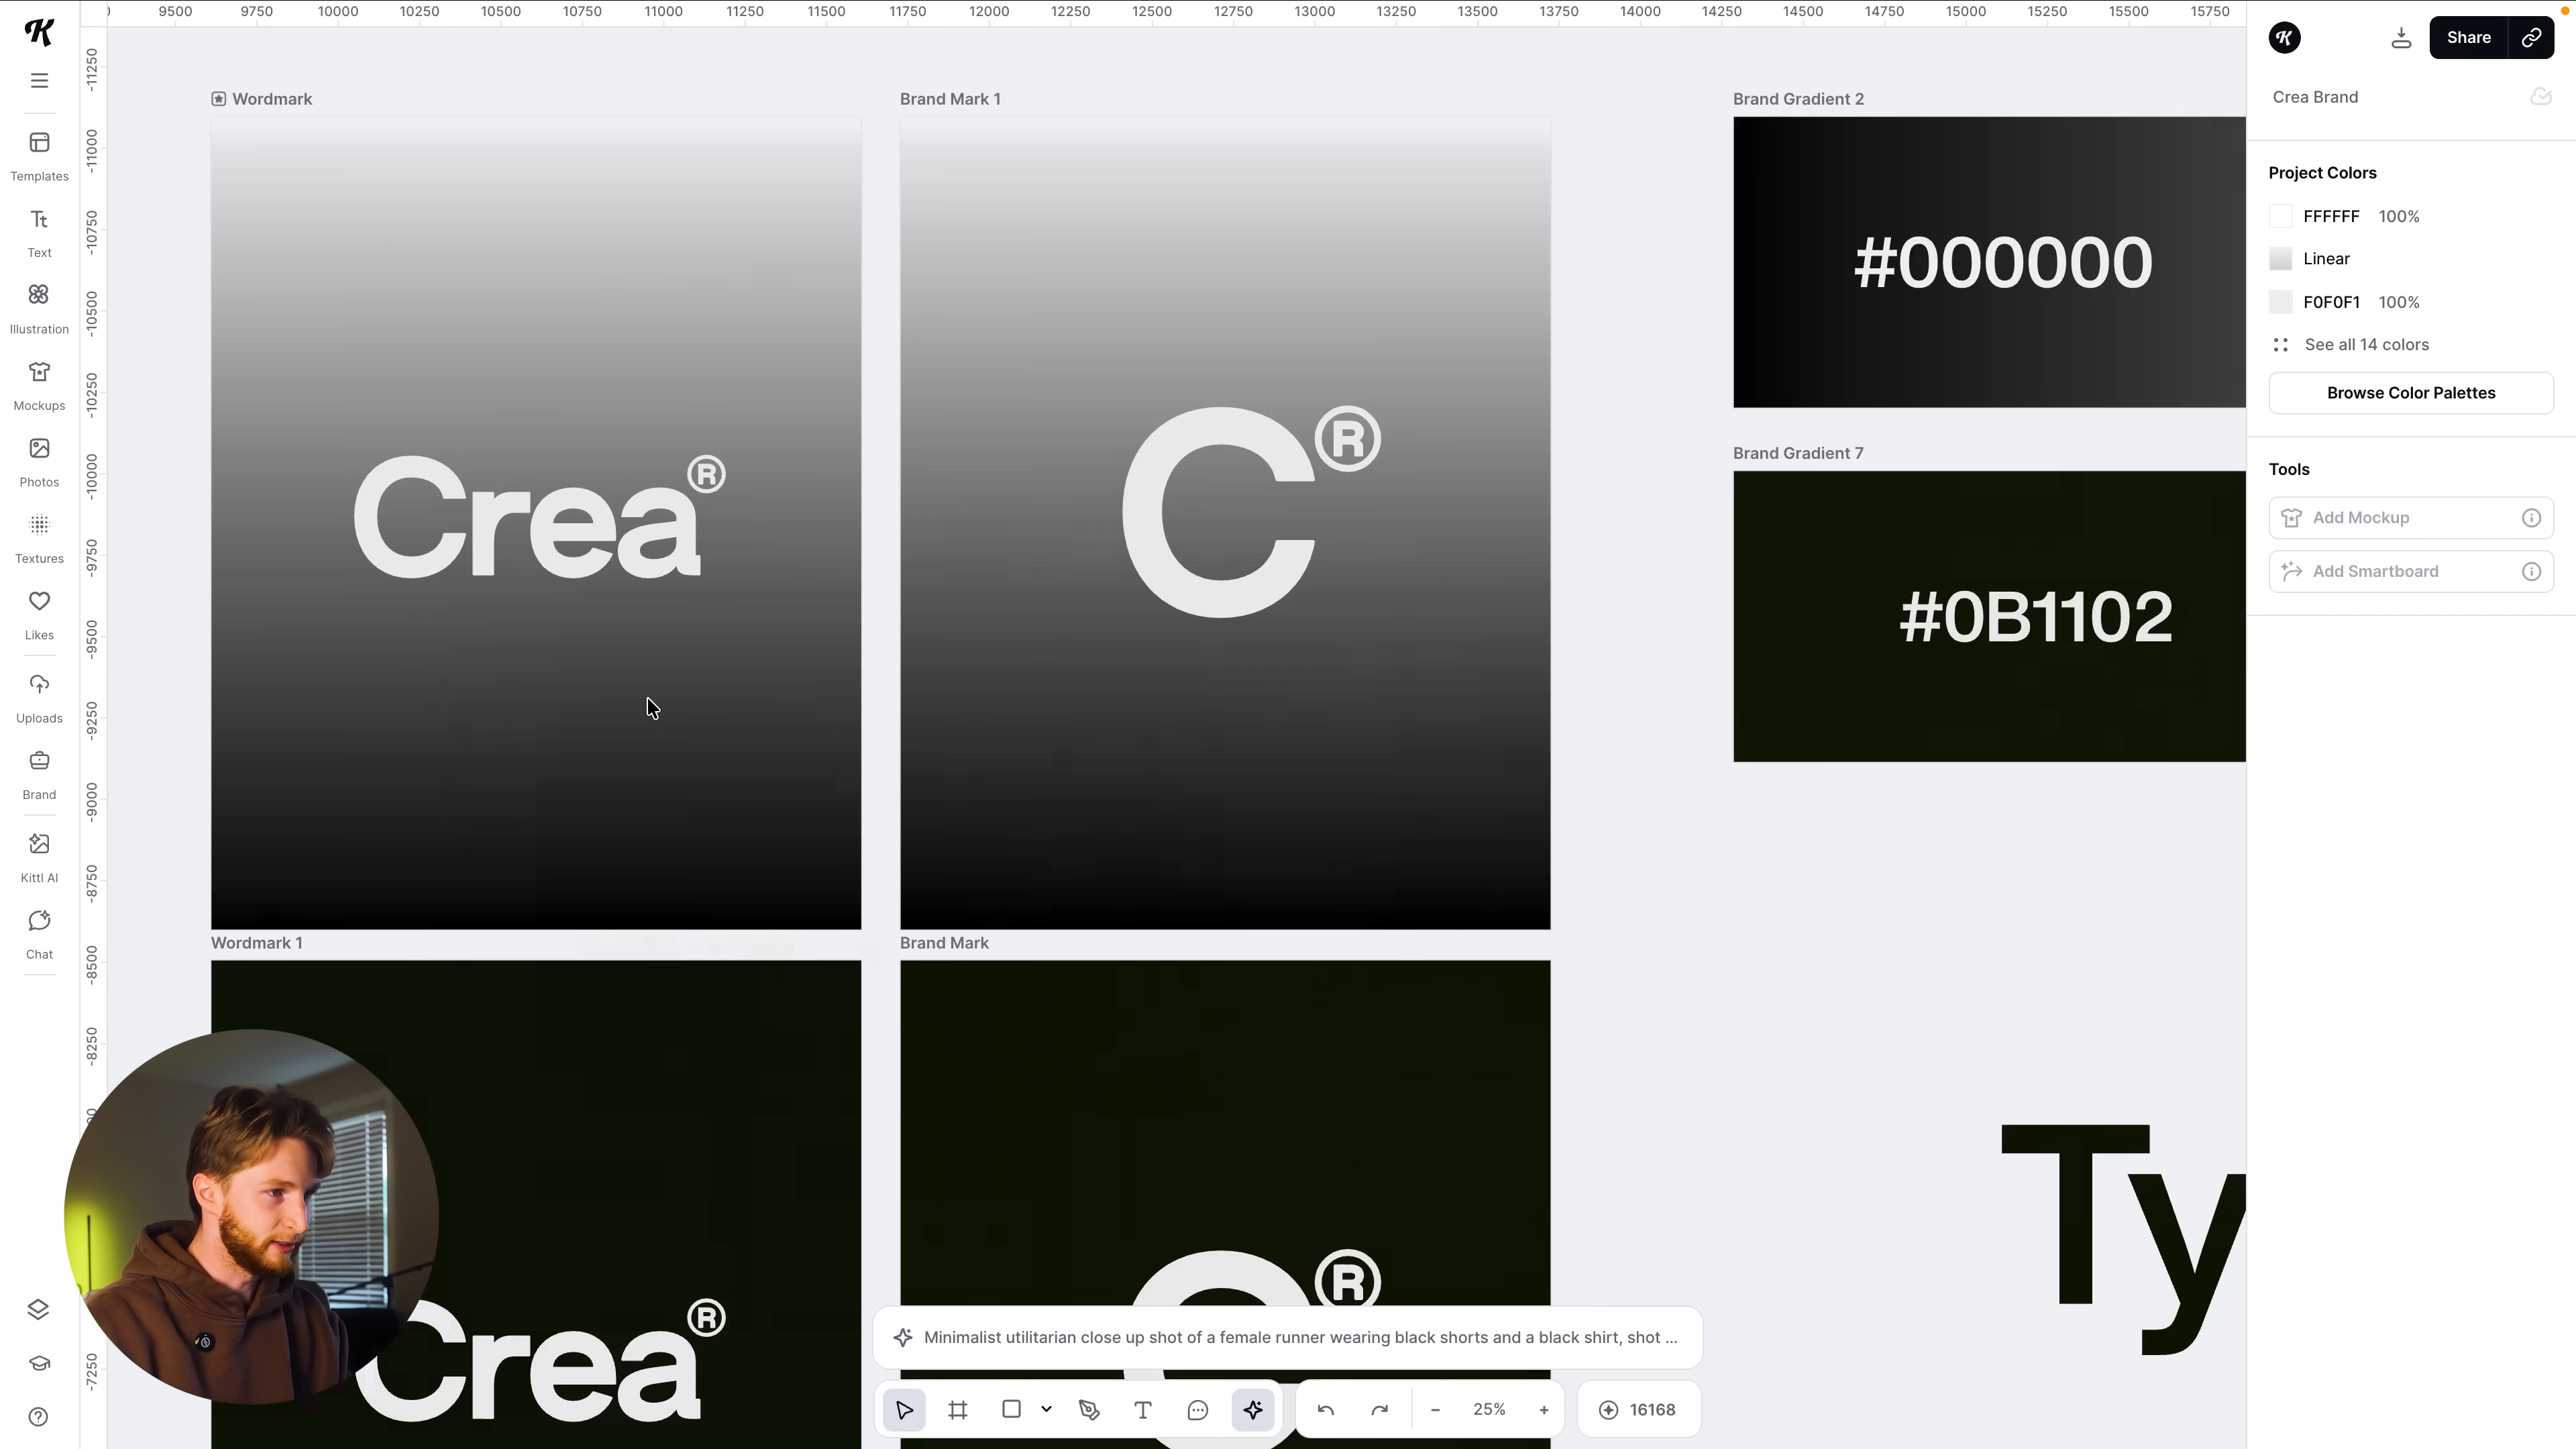 9500 9750 10000 10250 10500 10750 11000 11250 11500 11750 12000 12250 12500 12750 13000 13250 13500 13750 14000 14250 14500 14750 15000 15250 15500 15750
-11250
-11000
-10750
-10500
-10250
-10000
-9750
-9500
-9250
-9000
-8750
-8500
-8250
-7250
K
Templates
Text
Illustration
Mockups
Photos
Textures
Likes
Uploads
Brand
Kittl AI
Chat
Wordmark
Crea®
Brand Mark 1
C®
Brand Gradient 2
#000000
Brand Gradient 7
#0B1102
Wordmark 1
Crea®
Brand Mark
C®
Ty
Minimalist utilitarian close up shot of a female runner wearing black shorts and a black shirt, shot ...
25%
16168
K
Share
Crea Brand
Project Colors
FFFFFF 100%
Linear
F0F0F1 100%
See all 14 colors
Browse Color Palettes
Tools
Add Mockup
Add Smartboard